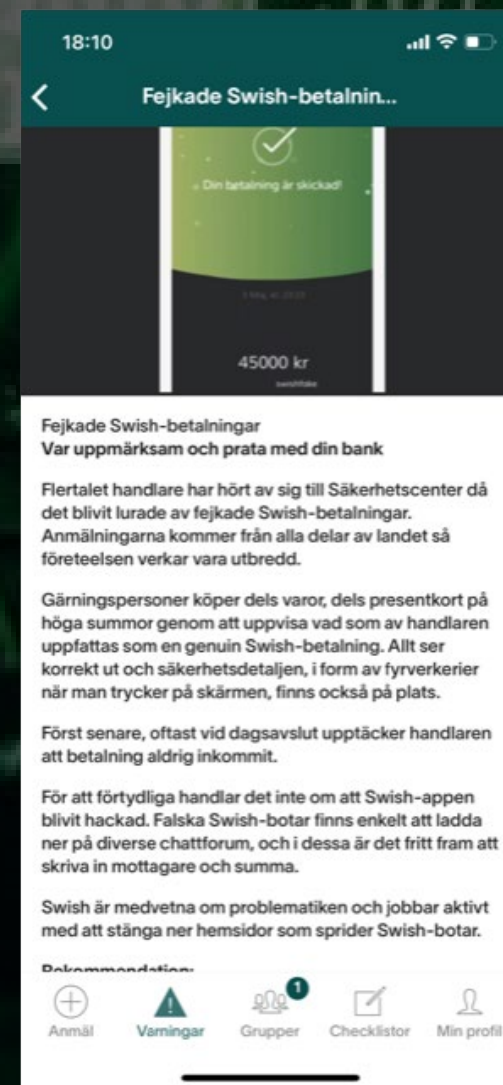 18:10
Fejkade Swish-betalnin...
Din betalning är skickad!
45000 kr
swishfake
Fejkade Swish-betalningar
Var uppmärksam och prata med din bank
Flertalet handlare har hört av sig till Säkerhetscenter då
det blivit lurade av fejkade Swish-betalningar.
Anmälningarna kommer från alla delar av landet så
företeelsen verkar vara utbredd.
Gärningspersoner köper dels varor, dels presentkort på
höga summor genom att uppvisa vad som av handlaren
uppfattas som en genuin Swish-betalning. Allt ser
korrekt ut och säkerhetsdetaljen, i form av fyrverkerier
när man trycker på skärmen, finns också på plats.
Först senare, oftast vid dagsavslut upptäcker handlaren
att betalning aldrig inkommit.
För att förtydliga handlar det inte om att Swish-appen
blivit hackad. Falska Swish-botar finns enkelt att ladda
ner på diverse chattforum, och i dessa är det fritt fram att
skriva in mottagare och summa.
Swish är medvetna om problematiken och jobbar aktivt
med att stänga ner hemsidor som sprider Swish-botar.
Rekommendation:
1
Anmäl Varningar Grupper Checklistor Min profil